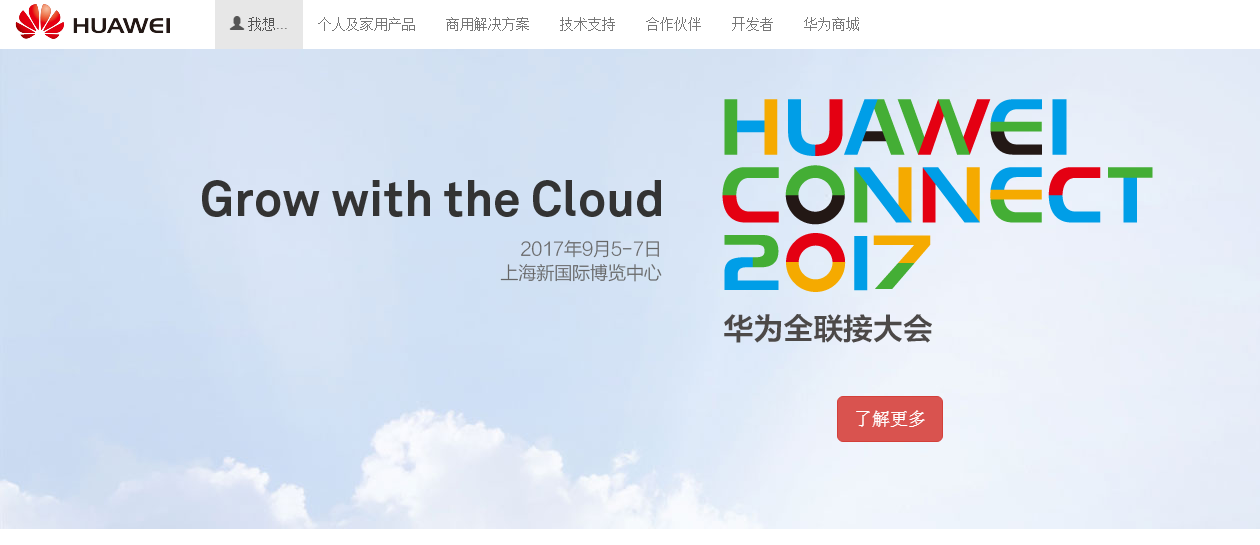 HUAWEI
我想...
个人及家用产品
商用解决方案
技术支持
合作伙伴
开发者
华为商城
Grow with the Cloud
2017年9月5-7日
上海新国际博览中心
HUAWEI
CONNECT
2017
华为全联接大会
了解更多